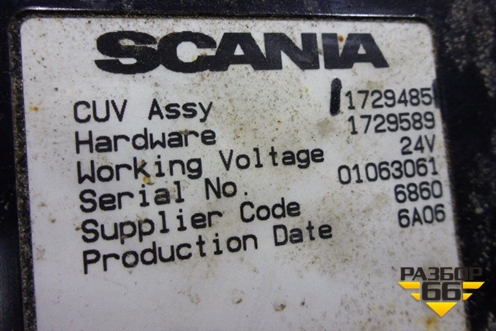 SCANIA
CUV Assy 1729485
Hardware 1729589
Working Voltage 24V
Serial No. 01063061
Supplier Code 6860
Production Date 6A06
РАЗБОР
66